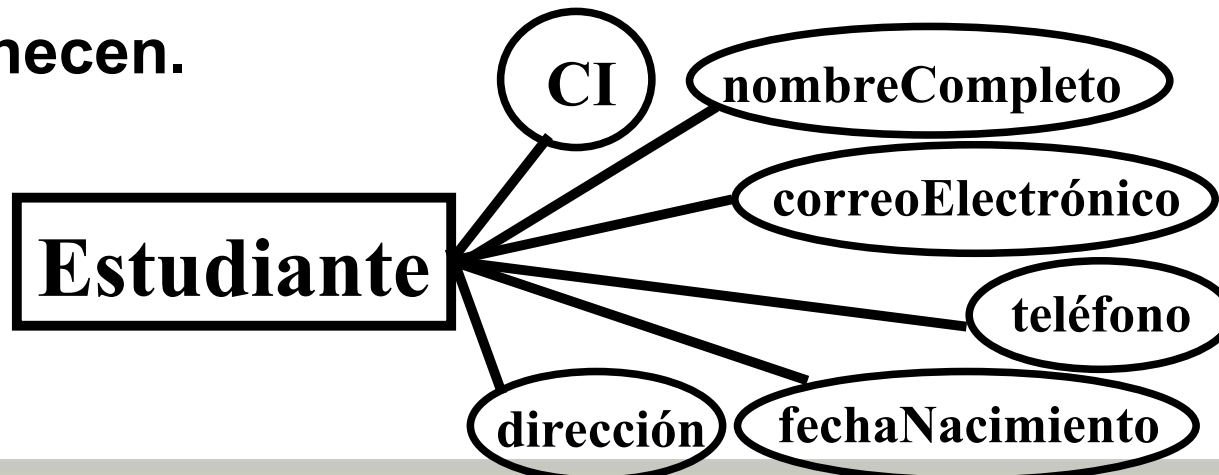 necen.
CI
nombreCompleto
correoElectrónico
Estudiante
teléfono
dirección
fechaNacimiento